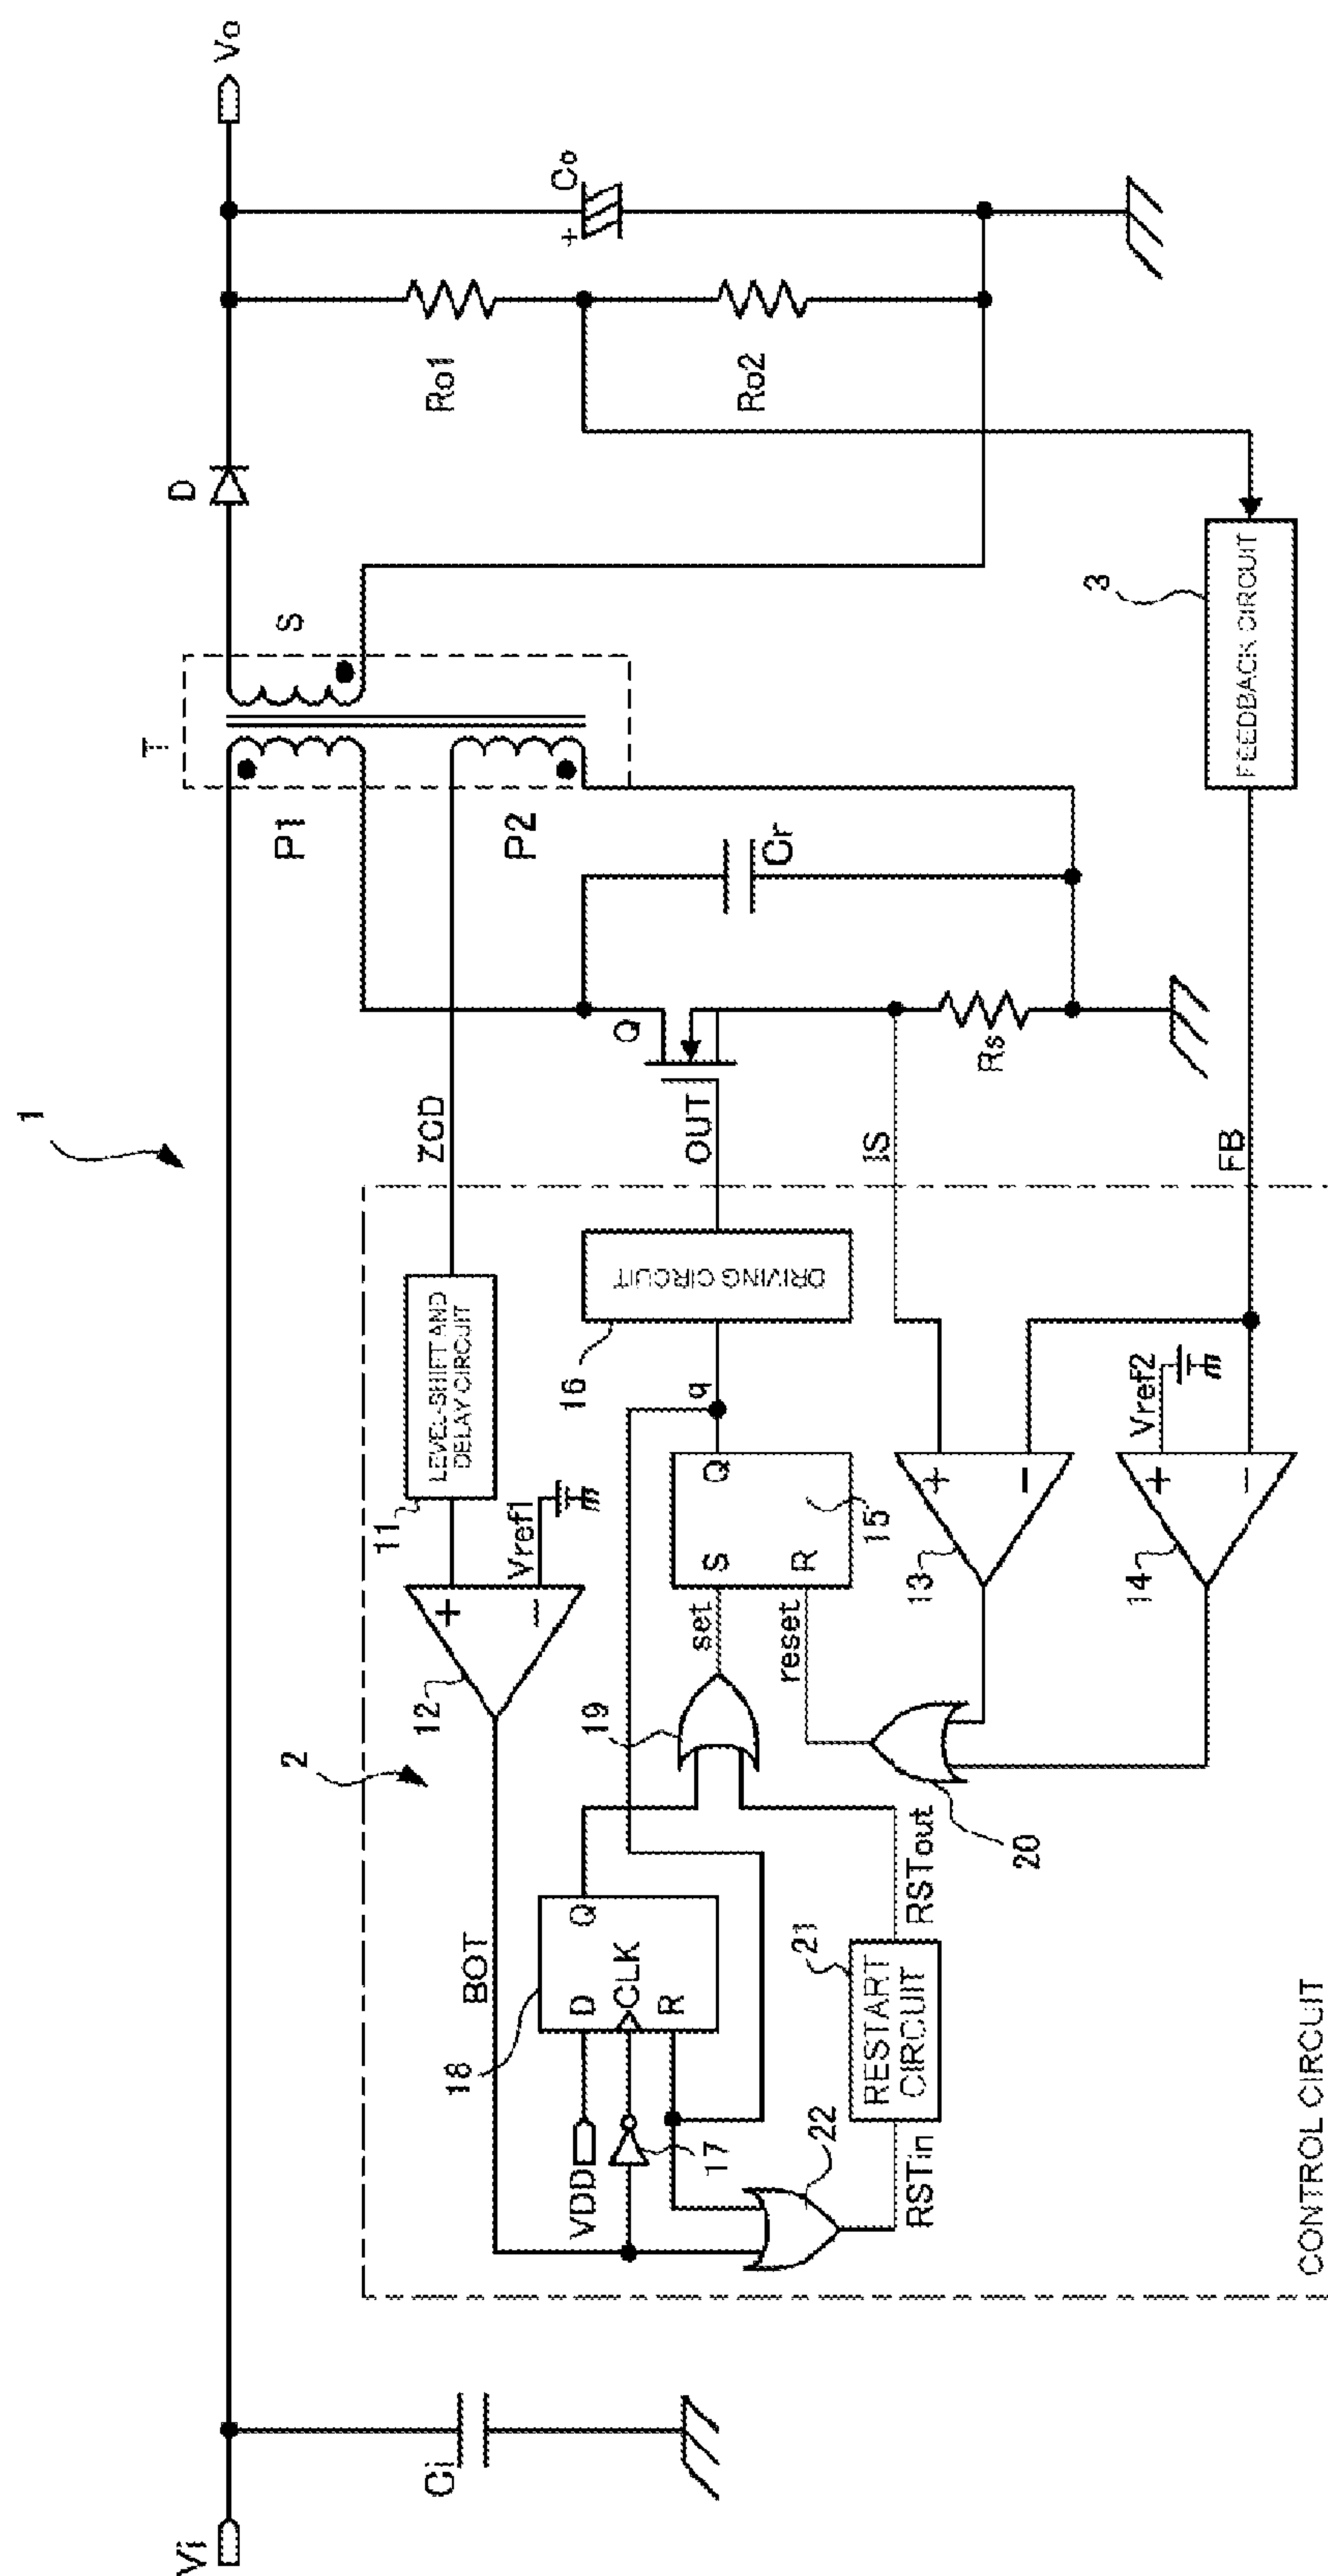 1
Vi
Ci
T
P1
P2
S
D
Vo
Ro1
Ro2
Co
+
ZCD
Q
Cr
OUT
IS
Rs
FB
3
FEEDBACK CIRCUIT
2
LEVEL-SHIFT AND
DELAY CIRCUIT
11
+
−
Vref1
12
BOT
VDD
17
18
D
CLK
R
Q
19
set
reset
S
R
Q
15
q
16
DRIVING CIRCUIT
22
RSTin
RESTART
CIRCUIT
21
RSTout
20
+
−
13
+
−
14
Vref2
CONTROL CIRCUIT